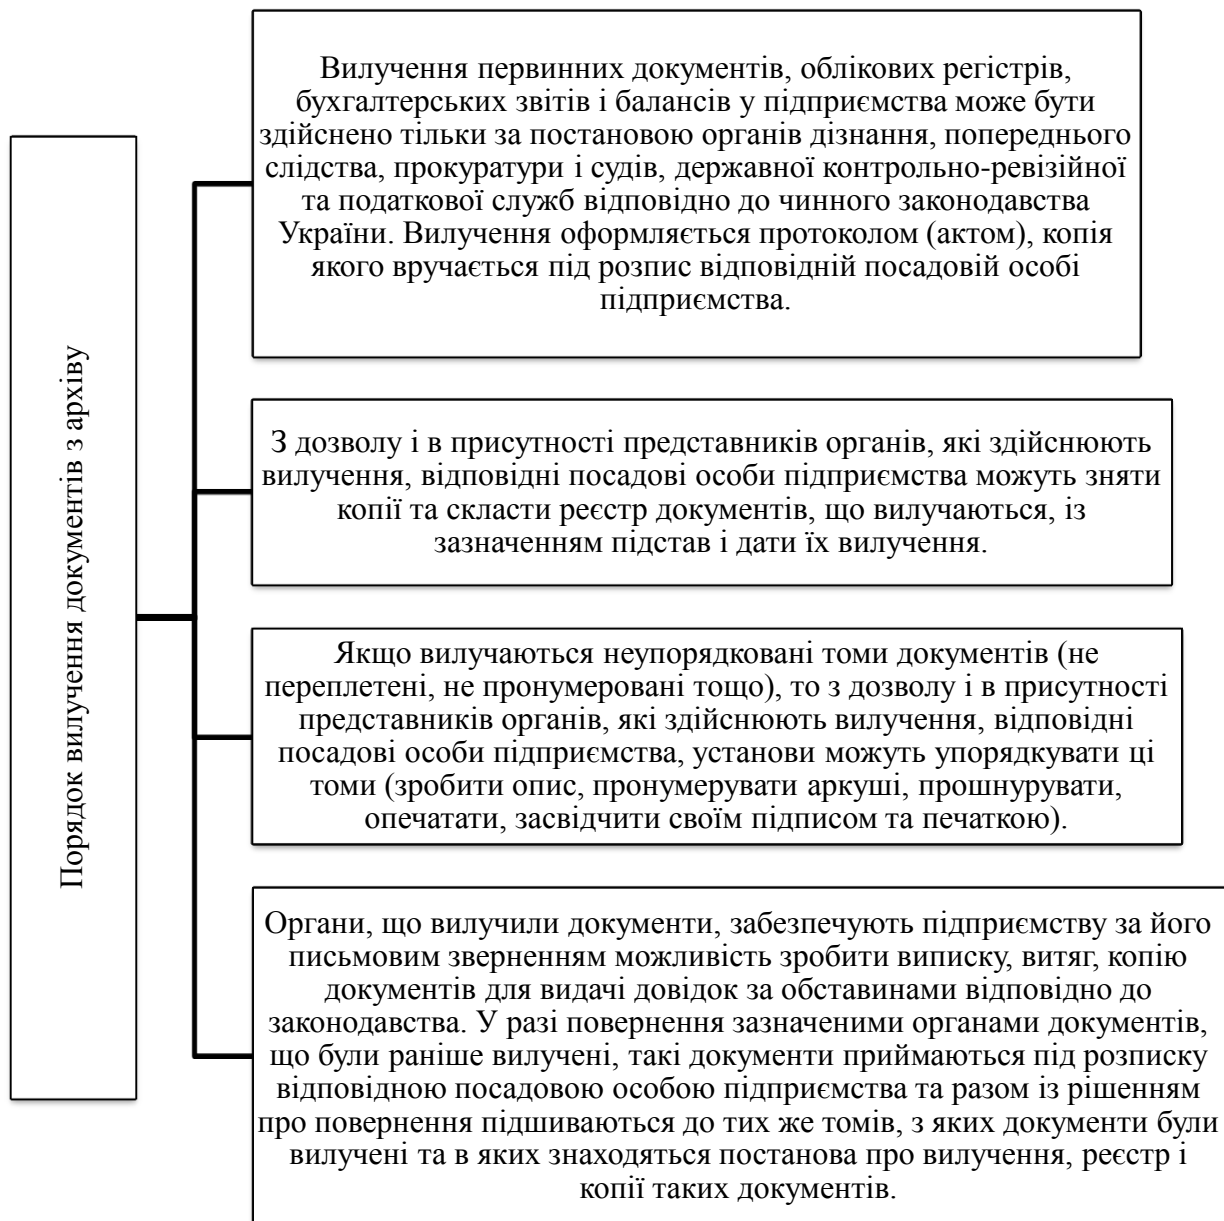 Порядок вилучення документів з архіву
Вилучення первинних документів, облікових регістрів,
бухгалтерських звітів і балансів у підприємства може бути
здійснено тільки за постановою органів дізнання, попереднього
слідства, прокуратури і судів, державної контрольно-ревізійної
та податкової служб відповідно до чинного законодавства
України. Вилучення оформляється протоколом (актом), копія
якого вручається під розпис відповідній посадовій особі
підприємства.
З дозволу і в присутності представників органів, які здійснюють
вилучення, відповідні посадові особи підприємства можуть зняти
копії та скласти реєстр документів, що вилучаються, із
зазначенням підстав і дати їх вилучення.
Якщо вилучаються неупорядковані томи документів (не
переплетені, не пронумеровані тощо), то з дозволу і в присутності
представників органів, які здійснюють вилучення, відповідні
посадові особи підприємства, установи можуть упорядкувати ці
томи (зробити опис, пронумерувати аркуші, прошнурувати,
опечатати, засвідчити своїм підписом та печаткою).
Органи, що вилучили документи, забезпечують підприємству за його
письмовим зверненням можливість зробити виписку, витяг, копію
документів для видачі довідок за обставинами відповідно до
законодавства. У разі повернення зазначеними органами документів,
що були раніше вилучені, такі документи приймаються під розписку
відповідною посадовою особою підприємства та разом із рішенням
про повернення підшиваються до тих же томів, з яких документи були
вилучені та в яких знаходяться постанова про вилучення, реєстр і
копії таких документів.